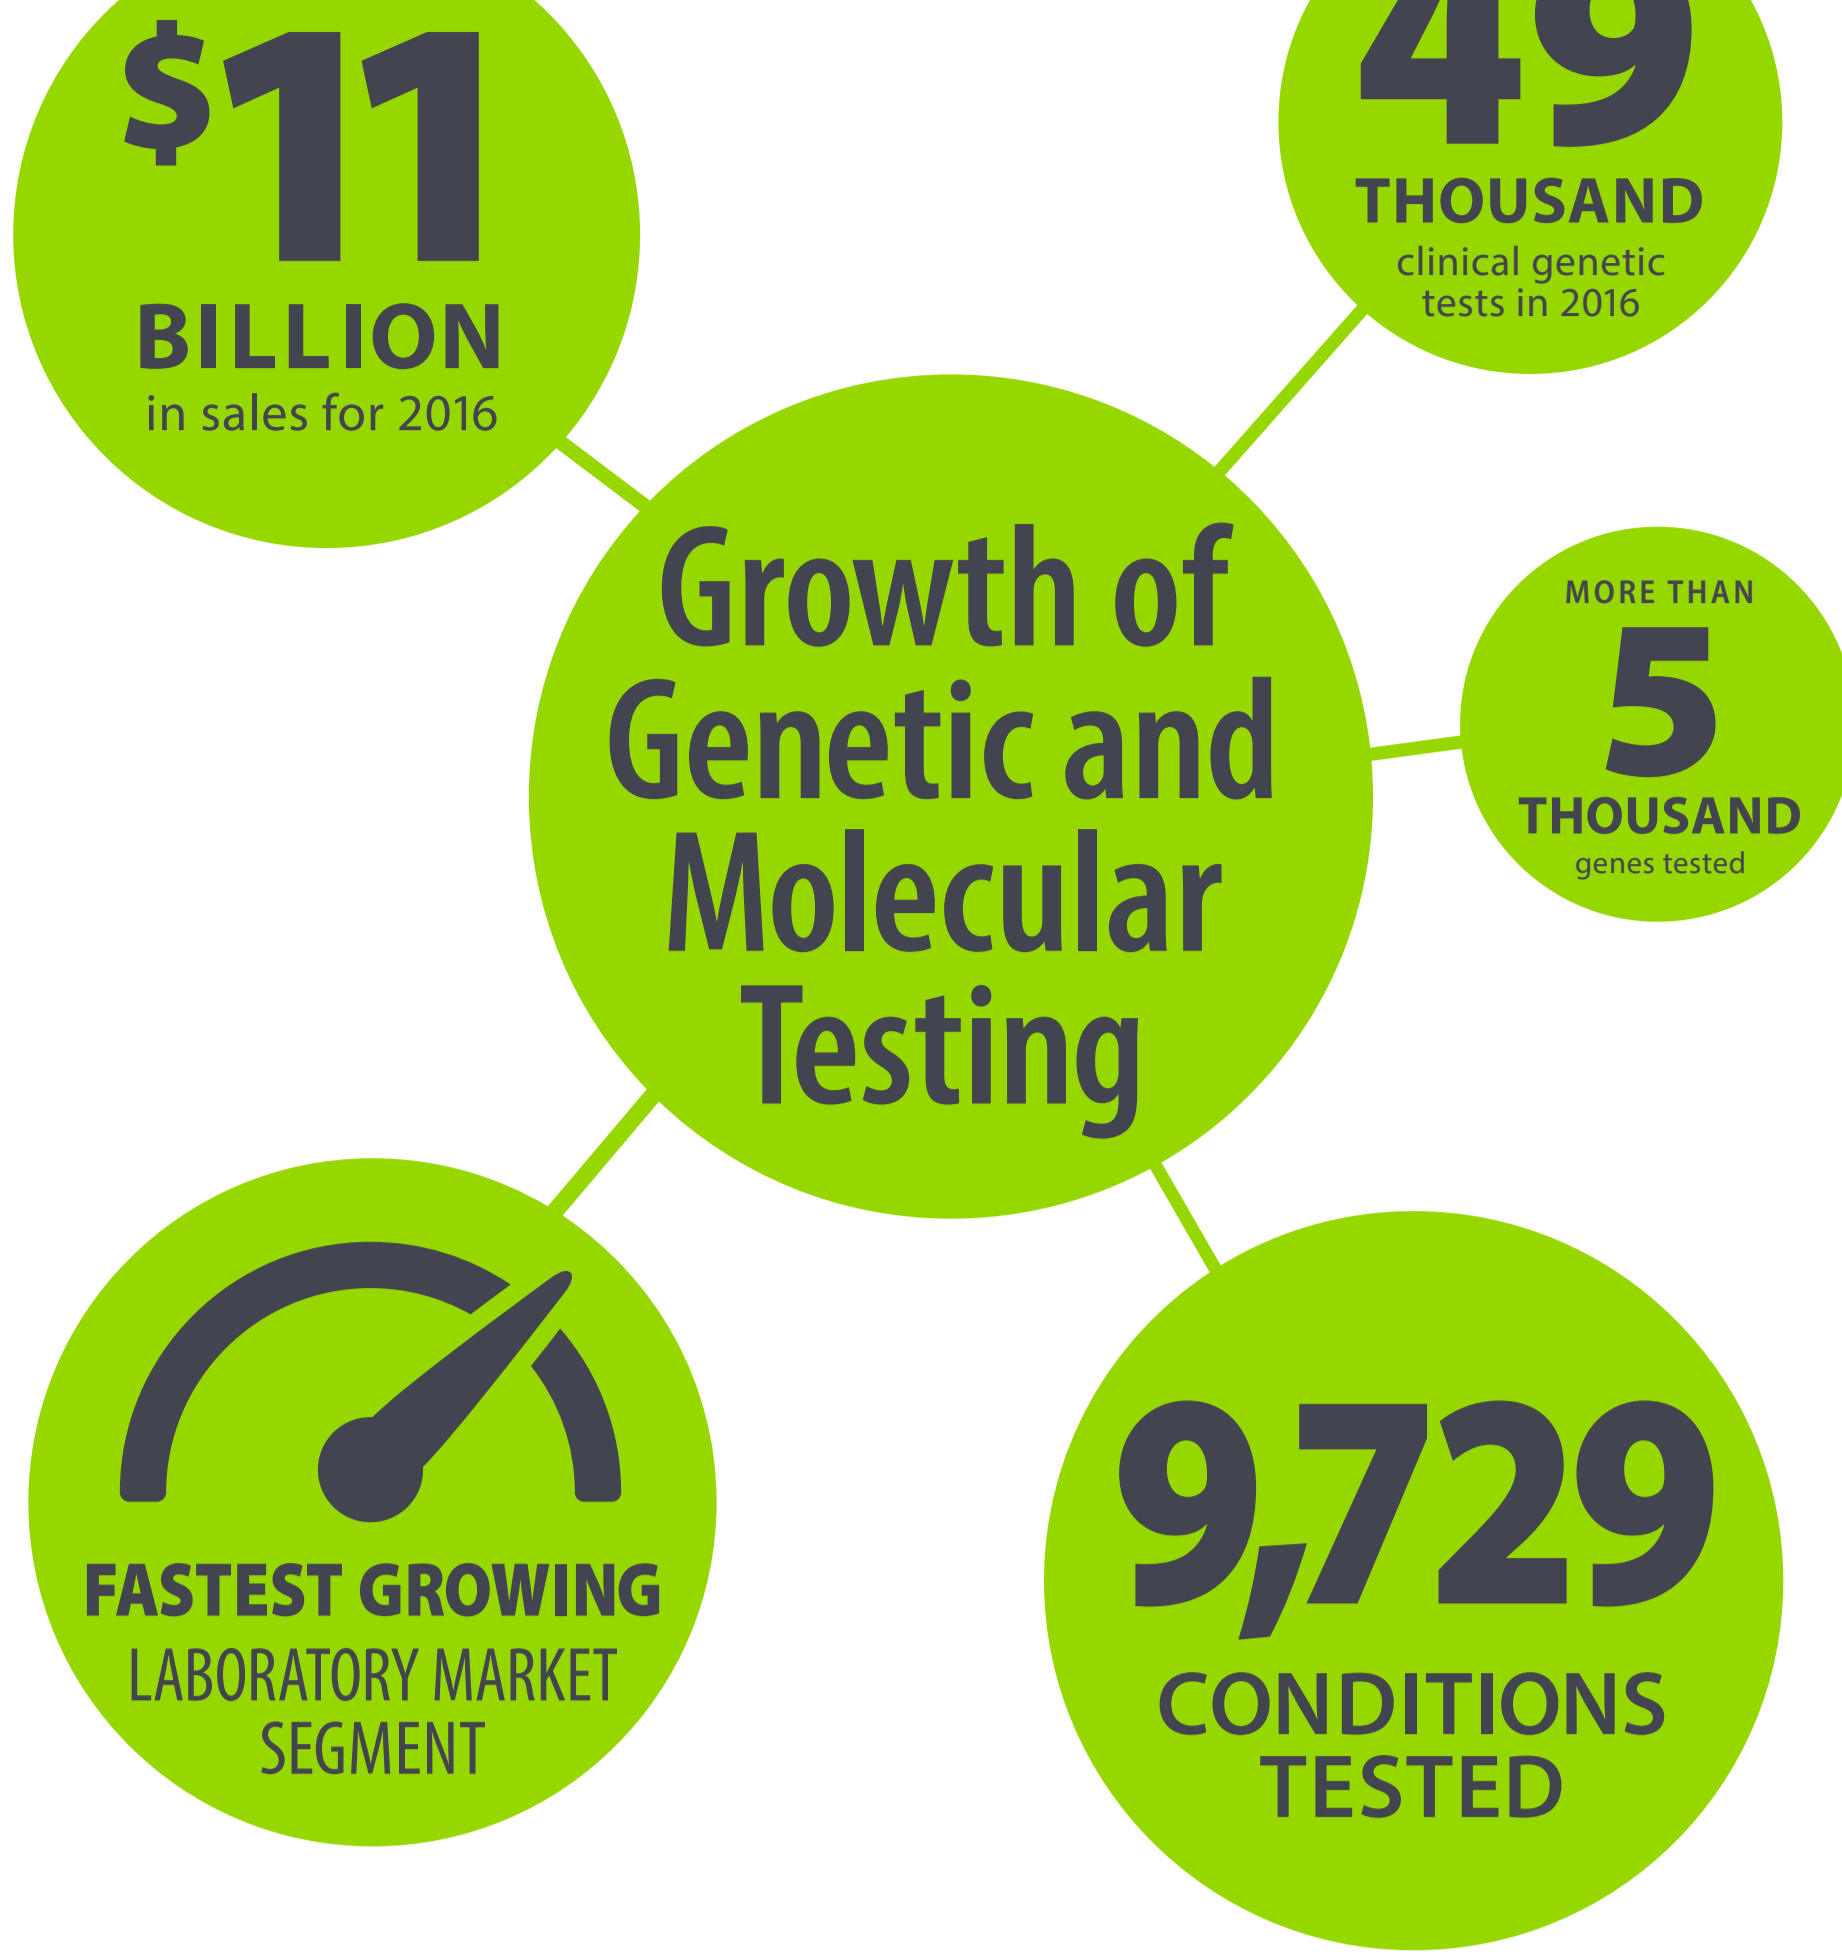 $11
BILLION
in sales for 2016
49
THOUSAND
clinical genetic
tests in 2016
Growth of
Genetic and
Molecular
Testing
MORE THAN
5
THOUSAND
genes tested
FASTEST GROWING
LABORATORY MARKET
SEGMENT
9,729
CONDITIONS
TESTED